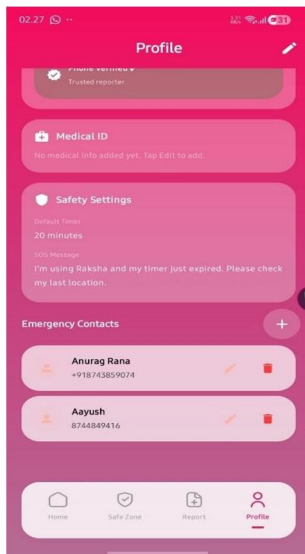 02.27
31
Profile
Phone Verified
Trusted reporter
Medical ID
No medical info added yet. Tap Edit to add.
Safety Settings
Default Timer
20 minutes
SOS Message
I'm using Raksha and my timer just expired. Please check
my last location.
Emergency Contacts
Anurag Rana
+918743859074
Aayush
8744849416
Home
Safe Zone
Report
Profile